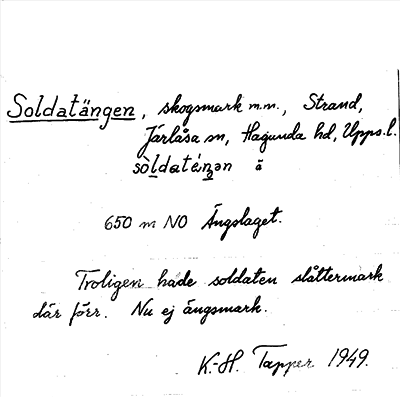 Soldatängen, skogsmark m.m., Strand,
Järlåsa sn, Hagunda hd, Upps. l.
sòldatéŋən ä
650 m NO Ängslaget.
Troligen hade soldaten slåttermark
där förr. Nu ej ängsmark.
K.-H. Tapper 1949.